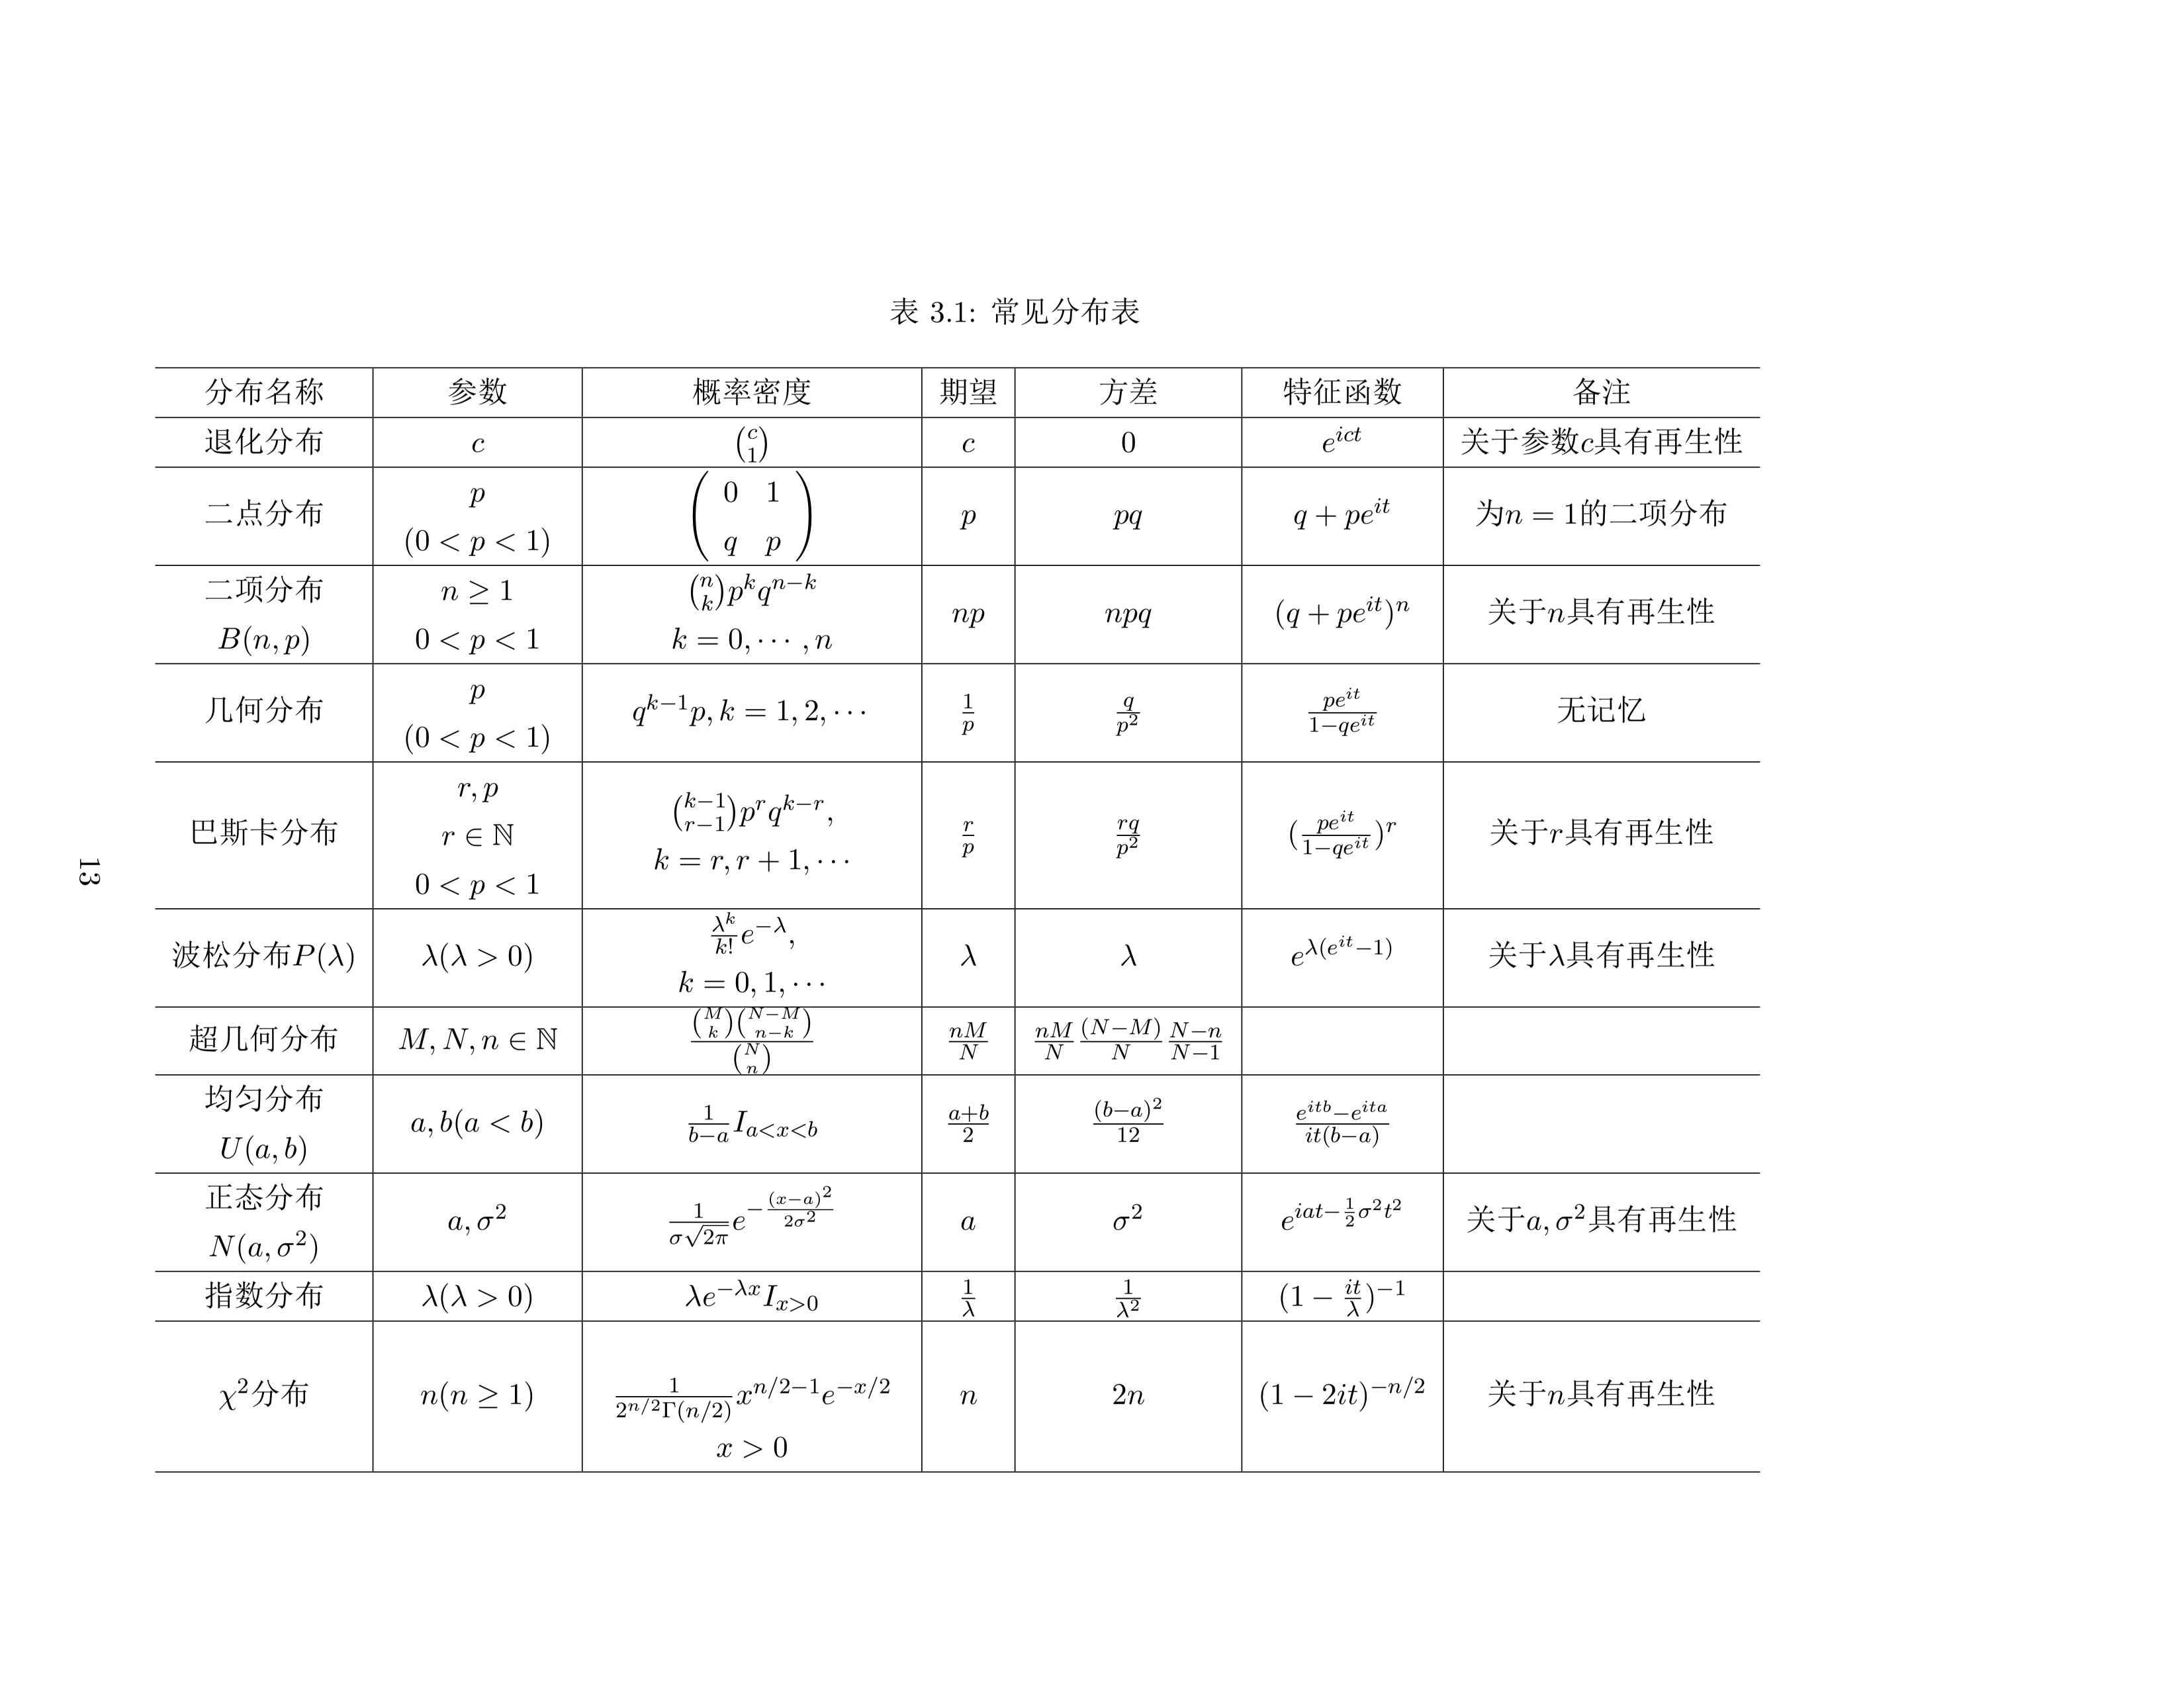 表 3.1: 常见分布表
分布名称 参数 概率密度 期望 方差 特征函数 备注
退化分布 $c$ $\binom{c}{1}$ $c$ $0$ $e^{ict}$ 关于参数$c$具有再生性
二点分布 $p$ $(0<p<1)$ $\begin{pmatrix} 0 & 1 \\ q & p \end{pmatrix}$ $p$ $pq$ $q+pe^{it}$ 为$n=1$的二项分布
二项分布 $B(n,p)$ $n\geq 1$ $0<p<1$ $\binom{n}{k}p^kq^{n-k}$ $k=0,\cdots,n$ $np$ $npq$ $(q+pe^{it})^n$ 关于$n$具有再生性
几何分布 $p$ $(0<p<1)$ $q^{k-1}p, k=1,2,\cdots$ $\frac{1}{p}$ $\frac{q}{p^2}$ $\frac{pe^{it}}{1-qe^{it}}$ 无记忆
巴斯卡分布 $r,p$ $r\in\mathbb{N}$ $0<p<1$ $\binom{k-1}{r-1}p^rq^{k-r},$ $k=r,r+1,\cdots$ $\frac{r}{p}$ $\frac{rq}{p^2}$ $(\frac{pe^{it}}{1-qe^{it}})^r$ 关于$r$具有再生性
波松分布$P(\lambda)$ $\lambda(\lambda>0)$ $\frac{\lambda^k}{k!}e^{-\lambda},$ $k=0,1,\cdots$ $\lambda$ $\lambda$ $e^{\lambda(e^{it}-1)}$ 关于$\lambda$具有再生性
超几何分布 $M,N,n\in\mathbb{N}$ $\frac{\binom{M}{k}\binom{N-M}{n-k}}{\binom{N}{n}}$ $\frac{nM}{N}$ $\frac{nM}{N}\frac{(N-M)}{N}\frac{N-n}{N-1}$
均匀分布 $U(a,b)$ $a,b(a<b)$ $\frac{1}{b-a}I_{a<x<b}$ $\frac{a+b}{2}$ $\frac{(b-a)^2}{12}$ $\frac{e^{itb}-e^{ita}}{it(b-a)}$
正态分布 $N(a,\sigma^2)$ $a,\sigma^2$ $\frac{1}{\sigma\sqrt{2\pi}}e^{-\frac{(x-a)^2}{2\sigma^2}}$ $a$ $\sigma^2$ $e^{iat-\frac{1}{2}\sigma^2t^2}$ 关于$a,\sigma^2$具有再生性
指数分布 $\lambda(\lambda>0)$ $\lambda e^{-\lambda x}I_{x>0}$ $\frac{1}{\lambda}$ $\frac{1}{\lambda^2}$ $(1-\frac{it}{\lambda})^{-1}$
$\chi^2$分布 $n(n\geq 1)$ $\frac{1}{2^{n/2}\Gamma(n/2)}x^{n/2-1}e^{-x/2}$ $x>0$ $n$ $2n$ $(1-2it)^{-n/2}$ 关于$n$具有再生性
13